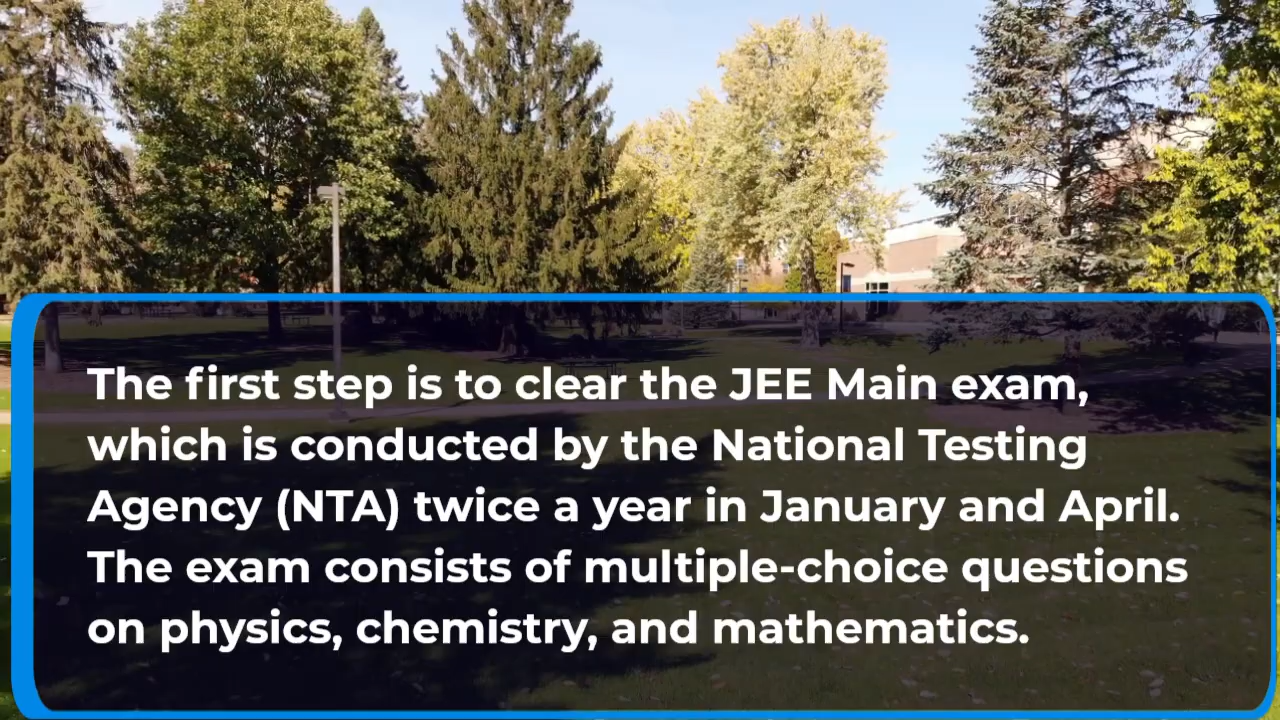 The first step is to clear the JEE Main exam,
which is conducted by the National Testing
Agency (NTA) twice a year in January and April.
The exam consists of multiple-choice questions
on physics, chemistry, and mathematics.